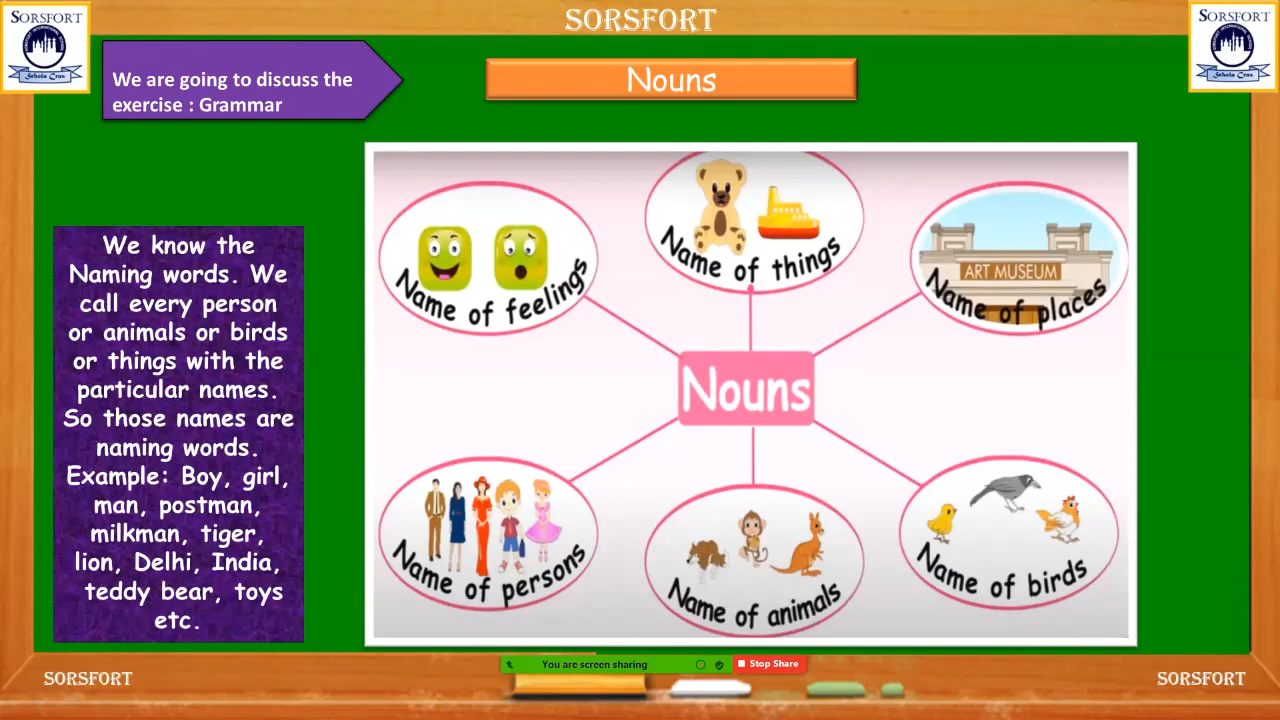 SORSFORT
SORSFORT
Schola Cras
SORSFORT
Schola Cras
We are going to discuss the
exercise : Grammar
Nouns
We know the
Naming words. We
call every person
or animals or birds
or things with the
particular names.
So those names are
naming words.
Example: Boy, girl,
man, postman,
milkman, tiger,
lion, Delhi, India,
teddy bear, toys
etc.
Name of feelings
Name of things
ART MUSEUM
Name of places
Nouns
Name of persons
Name of animals
Name of birds
You are screen sharing
Stop Share
SORSFORT
SORSFORT